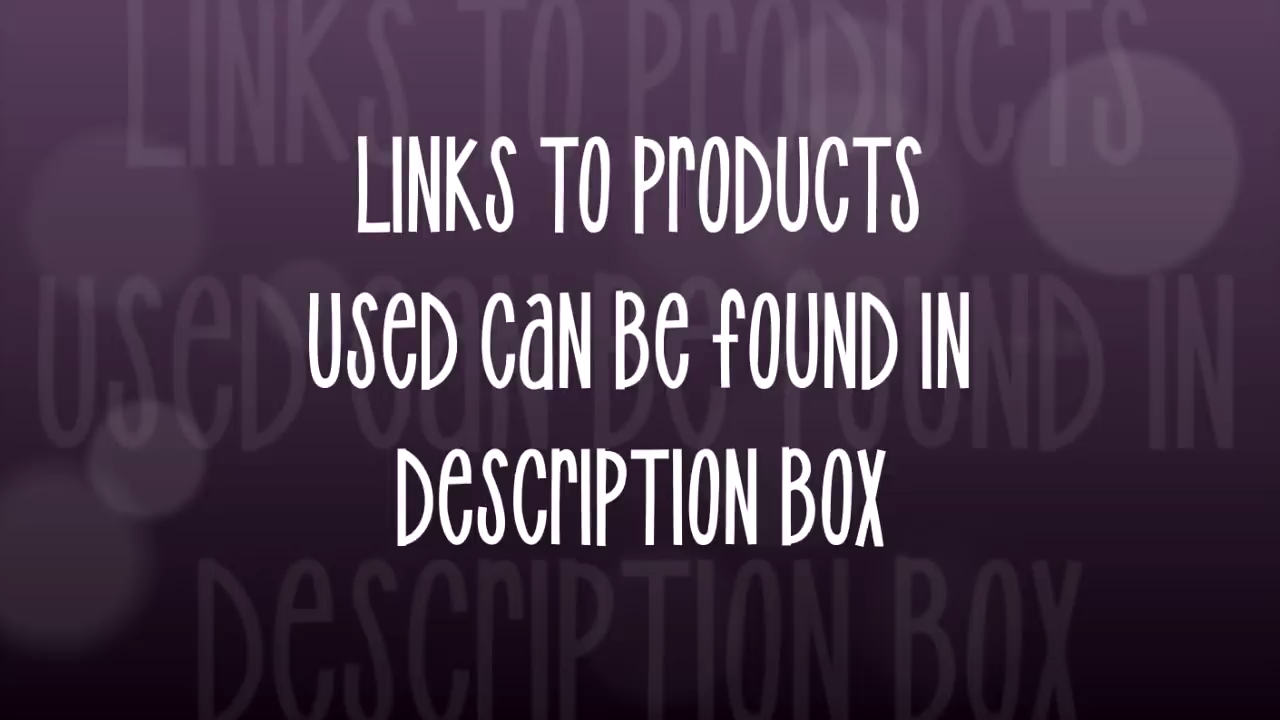 LINKS TO PrODUCTS
USeD CaN Be fOUND IN
DeSCrIPTION BOX